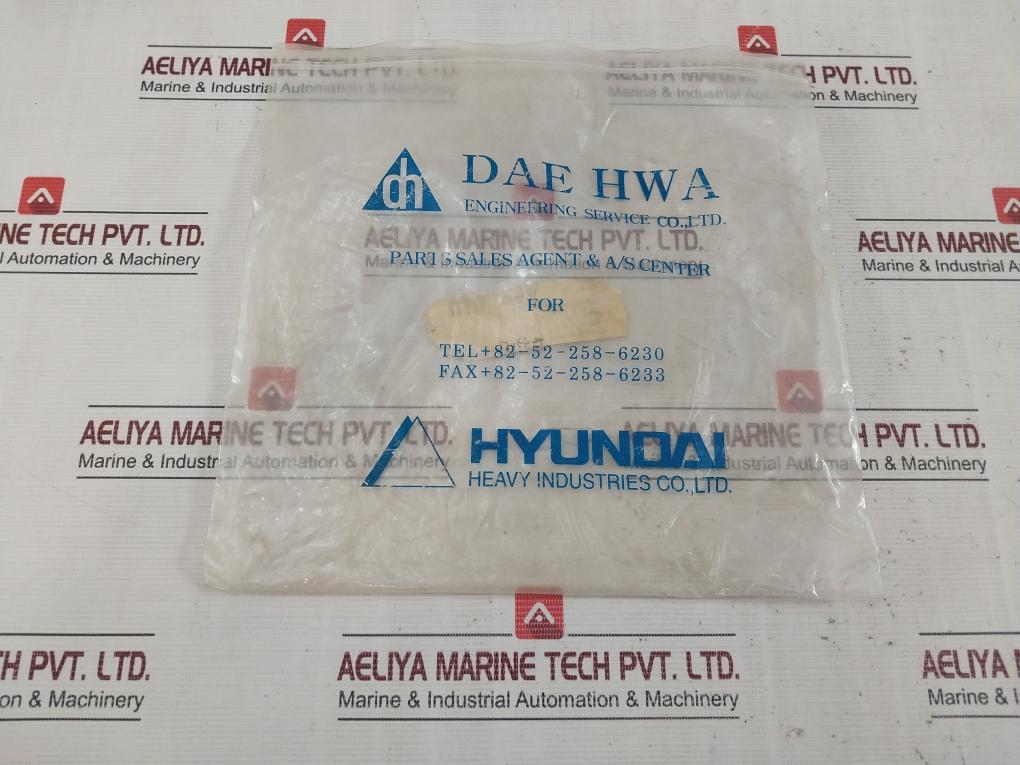 AELIYA MARINE TECH PVT. LTD.
Marine & Industrial Automation & Machinery
AELIYA MARINE TECH PVT. LTD.
Marine & Industrial Automation & Machinery
dh
DAE HWA
ENGINEERING SERVICE CO.,LTD.
NE TECH PVT. LTD.
al Automation & Machinery
AELIYA MARINE TECH PVT. LTD.
AELIYA MARINE
Marine & Industrial
PARTS SALES AGENT & A/S CENTER
FOR
TEL+82-52-258-6230
FAX+82-52-258-6233
AELIYA MARINE TECH PVT. LTD.
Marine & Industrial Automation & Machinery
AELIYA MARINE TECH PVT. LTD.
Marine & Industrial Automation & Machinery
HYUNDAI
HEAVY INDUSTRIES CO.,LTD.
H PVT. LTD.
on & Machinery
AELIYA MARINE TECH PVT. LTD.
Marine & Industrial Automation & Machinery
AELIYA M
Marine & In